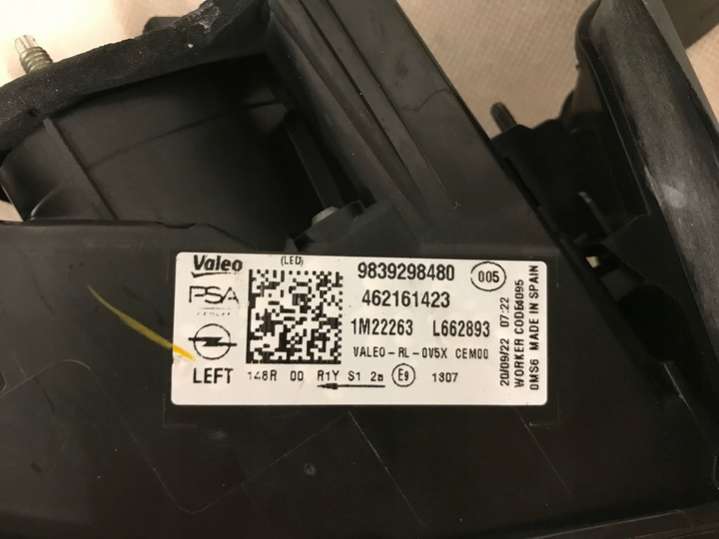 Valeo
(LED)
9839298480
005
PSA
462161423
1M22263 L662893
VALEO-RL-0V5X CEM00
LEFT
148R 00 R1Y S1 2a E9 1307
20/09/22 07:22
WORKER CODE
0MS6 MADE IN SPAIN